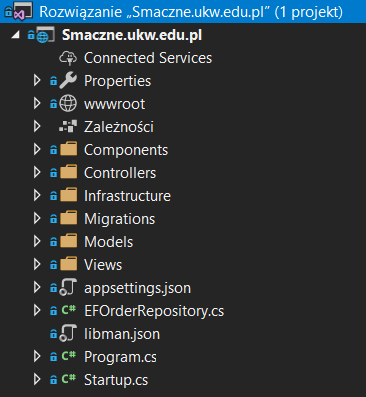 Rozwiązanie „Smaczne.ukw.edu.pl” (1 projekt)
Smaczne.ukw.edu.pl
Connected Services
Properties
wwwroot
Zależności
Components
Controllers
Infrastructure
Migrations
Models
Views
appsettings.json
C# EFOrderRepository.cs
libman.json
C# Program.cs
C# Startup.cs